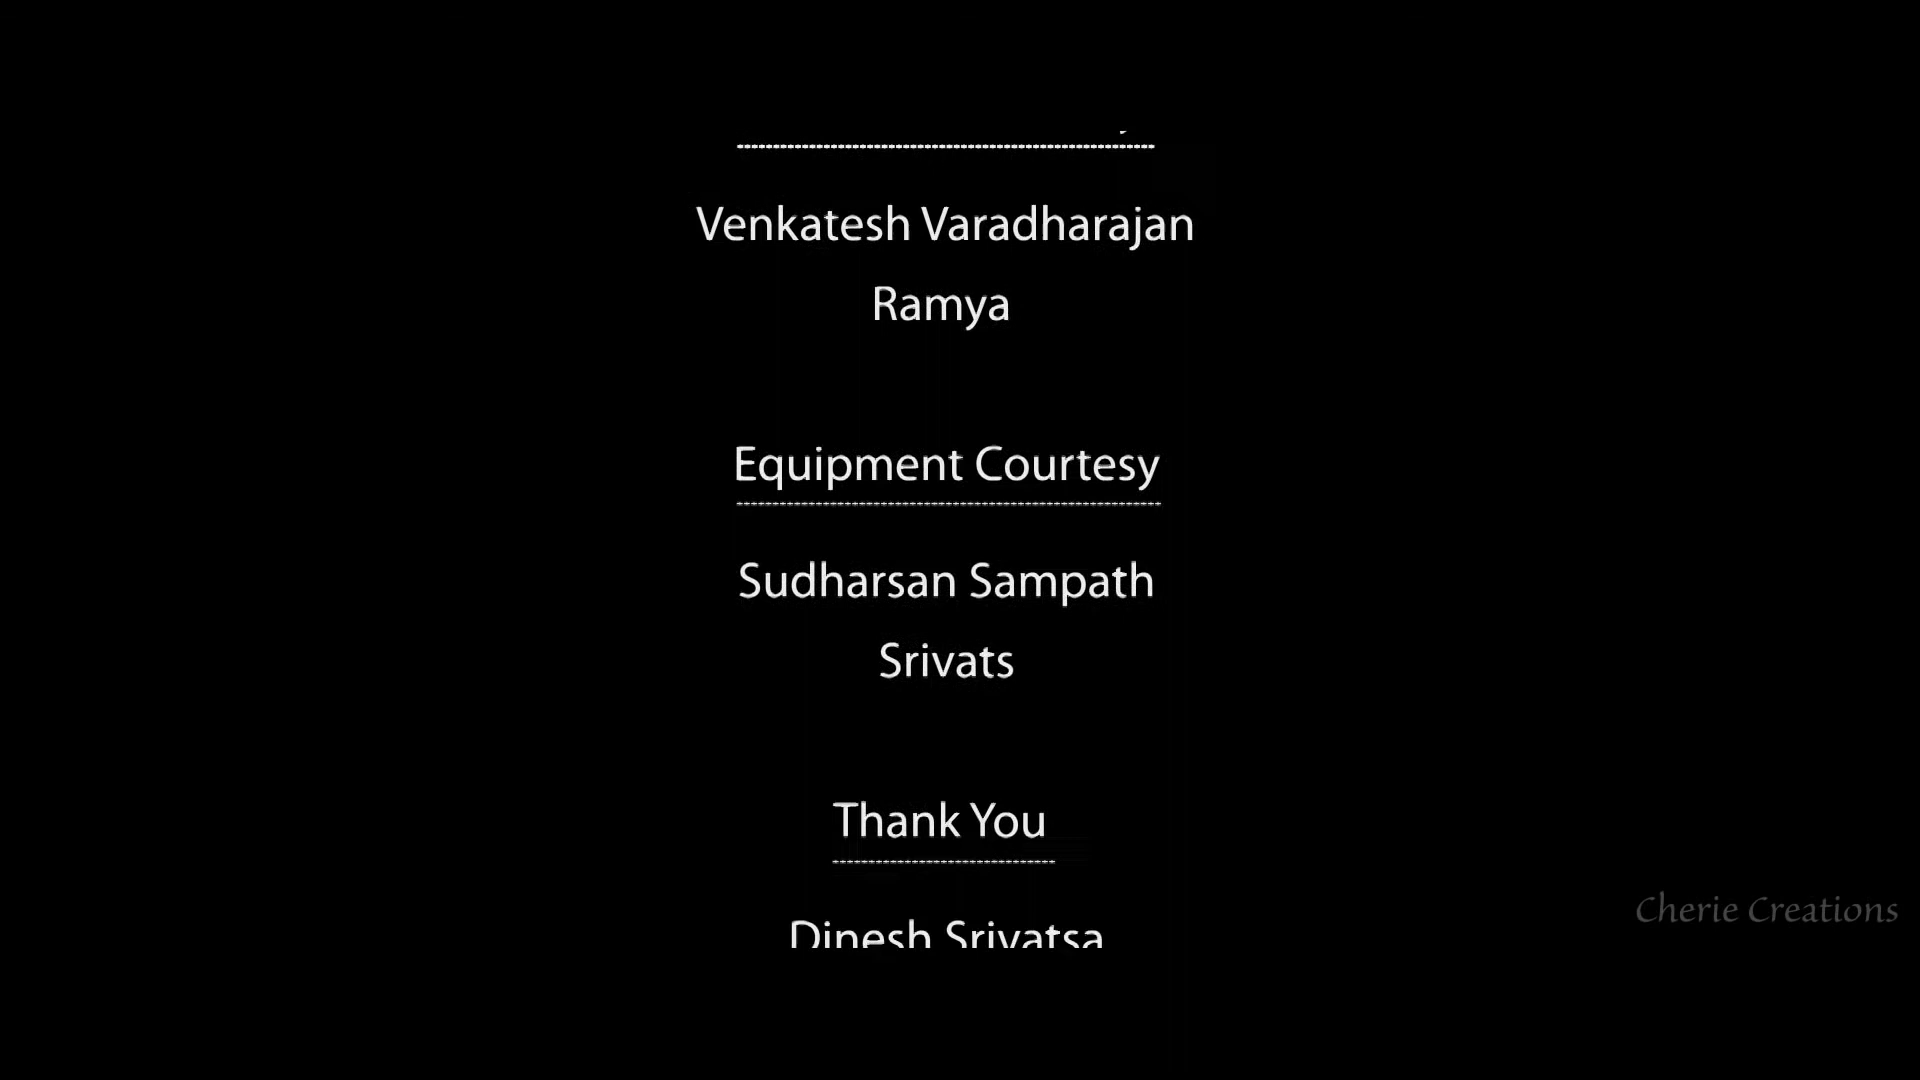 Venkatesh Varadharajan
Ramya
Equipment Courtesy
Sudharsan Sampath
Srivats
Thank You
Dinesh Srivatsa
Cherie Creations